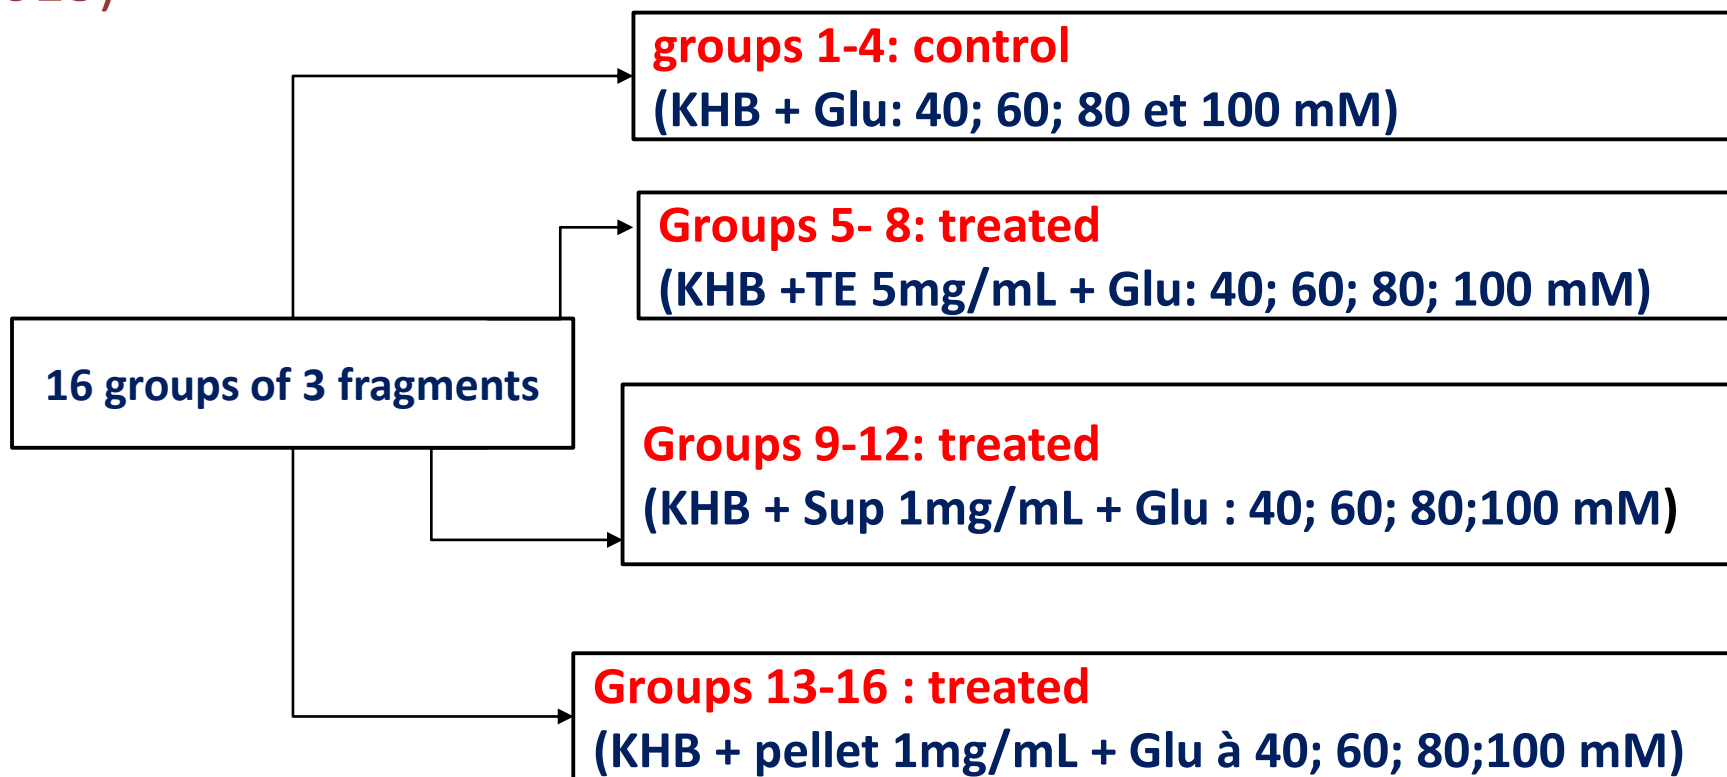 groups 1-4: control
(KHB + Glu: 40; 60; 80 et 100 mM)
Groups 5- 8: treated
(KHB +TE 5mg/mL + Glu: 40; 60; 80; 100 mM)
16 groups of 3 fragments
Groups 9-12: treated
(KHB + Sup 1mg/mL + Glu : 40; 60; 80;100 mM)
Groups 13-16 : treated
(KHB + pellet 1mg/mL + Glu à 40; 60; 80;100 mM)